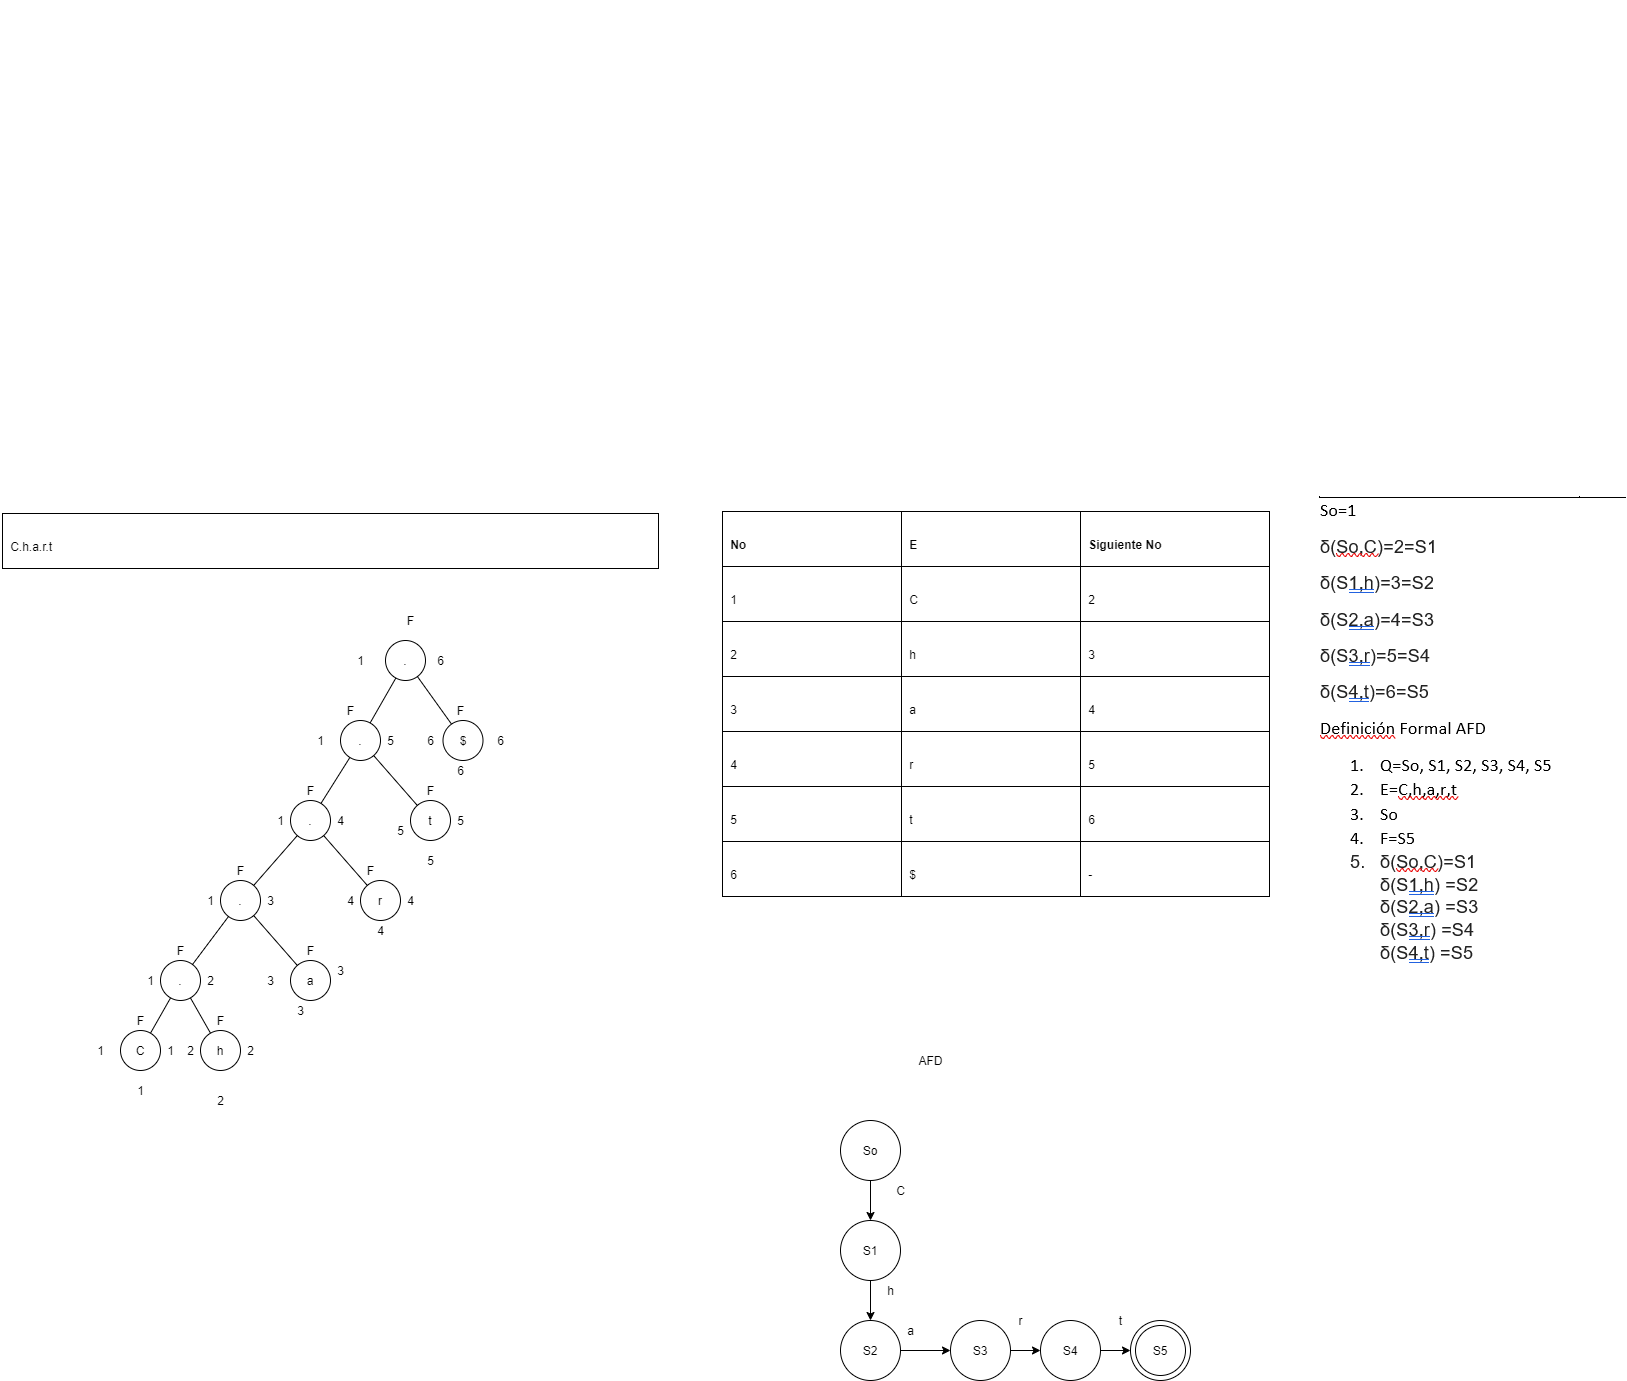 C.h.a.r.t
F
1 . 6
F F
1 . 5 6 $ 6
6
F F
1 . 4 5 t 5
5
F F
1 . 3 4 r 4
4
F F
1 . 2 3 a 3
3
F F
1 C 1 2 h 2
1
2
No E Siguiente No
1 C 2
2 h 3
3 a 4
4 r 5
5 t 6
6 $ -
So=1
δ(So,C)=2=S1
δ(S1,h)=3=S2
δ(S2,a)=4=S3
δ(S3,r)=5=S4
δ(S4,t)=6=S5
Definición Formal AFD
1. Q=So, S1, S2, S3, S4, S5
2. E=C,h,a,r,t
3. So
4. F=S5
5. δ(So,C)=S1
δ(S1,h) =S2
δ(S2,a) =S3
δ(S3,r) =S4
δ(S4,t) =S5
AFD
So
C
S1
h
S2 a S3 r S4 t S5